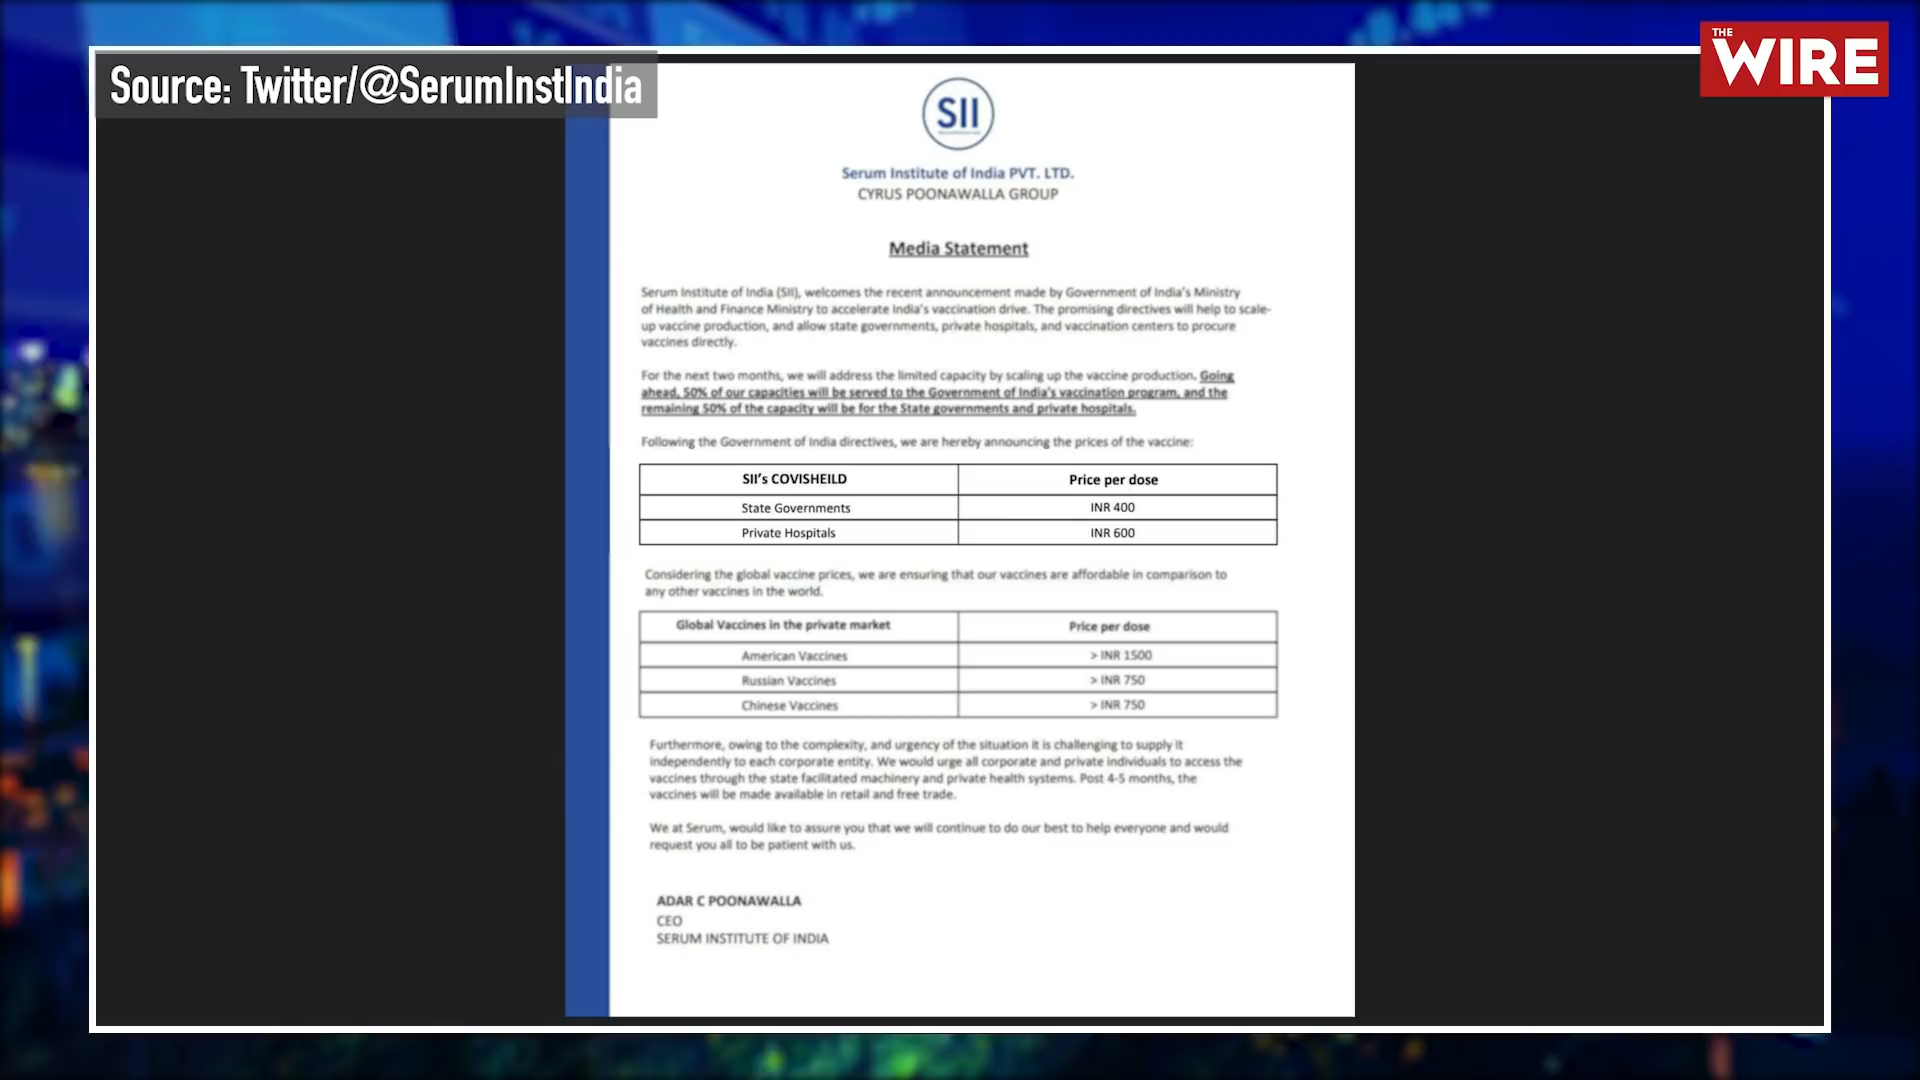 Source: Twitter/@SerumInstIndia
THE
WIRE
SII
Serum Institute of India PVT. LTD.
CYRUS POONAWALLA GROUP
Media Statement
Serum Institute of India (SII), welcomes the recent announcement made by Government of India's Ministry
of Health and Finance Ministry to accelerate India's vaccination drive. The promising directives will help to scale-
up vaccine production, and allow state governments, private hospitals, and vaccination centers to procure
vaccines directly.
For the next two months, we will address the limited capacity by scaling up the vaccine production. Going
ahead, 50% of our capacities will be served to the Government of India's vaccination program, and the
remaining 50% of the capacity will be for the State governments and private hospitals.
Following the Government of India directives, we are hereby announcing the prices of the vaccine:
SII's COVISHEILD Price per dose
State Governments INR 400
Private Hospitals INR 600
Considering the global vaccine prices, we are ensuring that our vaccines are affordable in comparison to
any other vaccines in the world.
Global Vaccines in the private market Price per dose
American Vaccines > INR 1500
Russian Vaccines > INR 750
Chinese Vaccines > INR 750
Furthermore, owing to the complexity, and urgency of the situation it is challenging to supply it
independently to each corporate entity. We would urge all corporate and private individuals to access the
vaccines through the state facilitated machinery and private health systems. Post 4-5 months, the
vaccines will be made available in retail and free trade.
We at Serum, would like to assure you that we will continue to do our best to help everyone and would
request you all to be patient with us.
ADAR C POONAWALLA
CEO
SERUM INSTITUTE OF INDIA